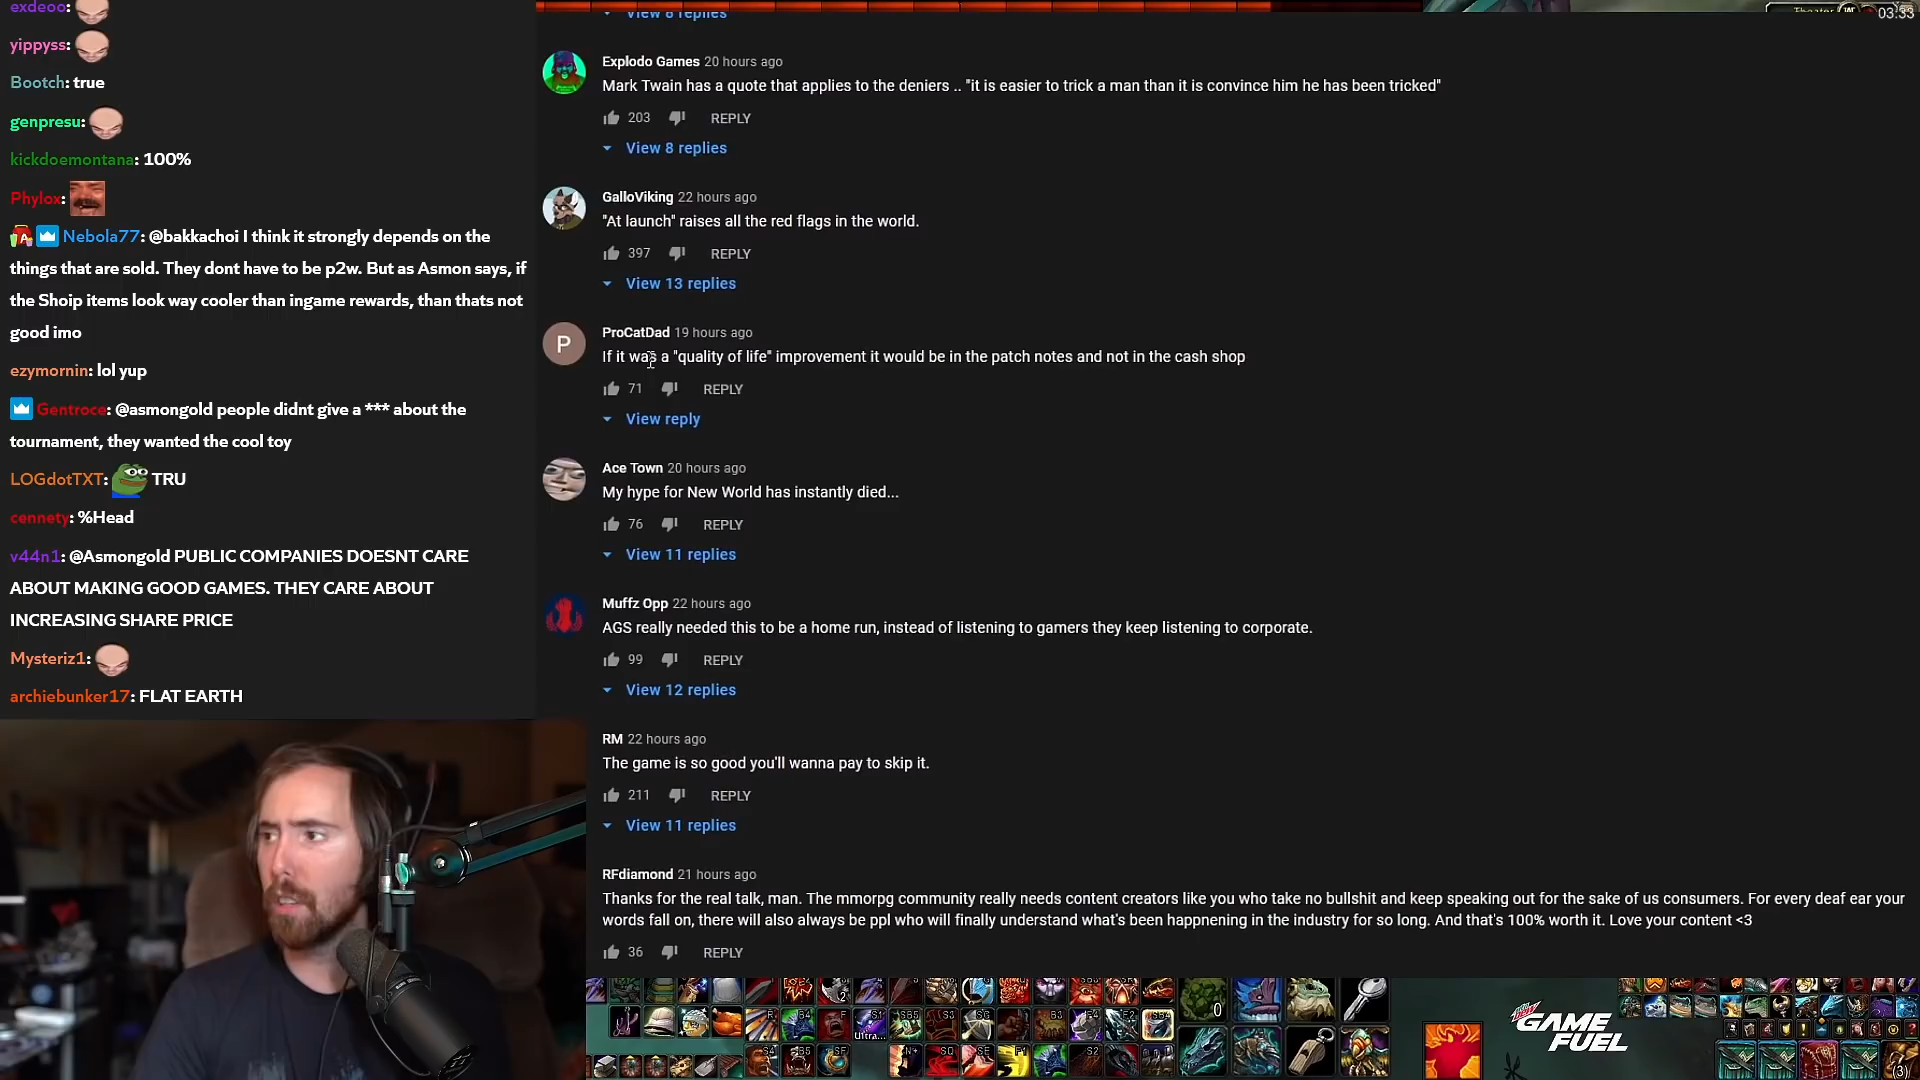 exdeoo:
yippyss:
Bootch: true
genpresu:
kickdoemontana: 100%
Phylox:
Nebola77: @bakkachoi I think it strongly depends on the
things that are sold. They dont have to be p2w. But as Asmon says, if
the Shoip items look way cooler than ingame rewards, than thats not
good imo
ezymornin: lol yup
Gentroce: @asmongold people didnt give a *** about the
tournament, they wanted the cool toy
LOGdotTXT: TRU
cennety: %Head
v44n1: @Asmongold PUBLIC COMPANIES DOESNT CARE
ABOUT MAKING GOOD GAMES. THEY CARE ABOUT
INCREASING SHARE PRICE
Mysteriz1:
archiebunker17: FLAT EARTH
View 8 replies
03:33
Explodo Games 20 hours ago
Mark Twain has a quote that applies to the deniers .. "it is easier to trick a man than it is convince him he has been tricked"
203 REPLY
View 8 replies
GalloViking 22 hours ago
"At launch" raises all the red flags in the world.
397 REPLY
View 13 replies
P
ProCatDad 19 hours ago
If it was a "quality of life" improvement it would be in the patch notes and not in the cash shop
71 REPLY
View reply
Ace Town 20 hours ago
My hype for New World has instantly died...
76 REPLY
View 11 replies
Muffz Opp 22 hours ago
AGS really needed this to be a home run, instead of listening to gamers they keep listening to corporate.
99 REPLY
View 12 replies
RM 22 hours ago
The game is so good you'll wanna pay to skip it.
211 REPLY
View 11 replies
RFdiamond 21 hours ago
Thanks for the real talk, man. The mmorpg community really needs content creators like you who take no bullshit and keep speaking out for the sake of us consumers. For every deaf ear your
words fall on, there will also always be ppl who will finally understand what's been happnening in the industry for so long. And that's 100% worth it. Love your content <3
36 REPLY
GAME
FUEL